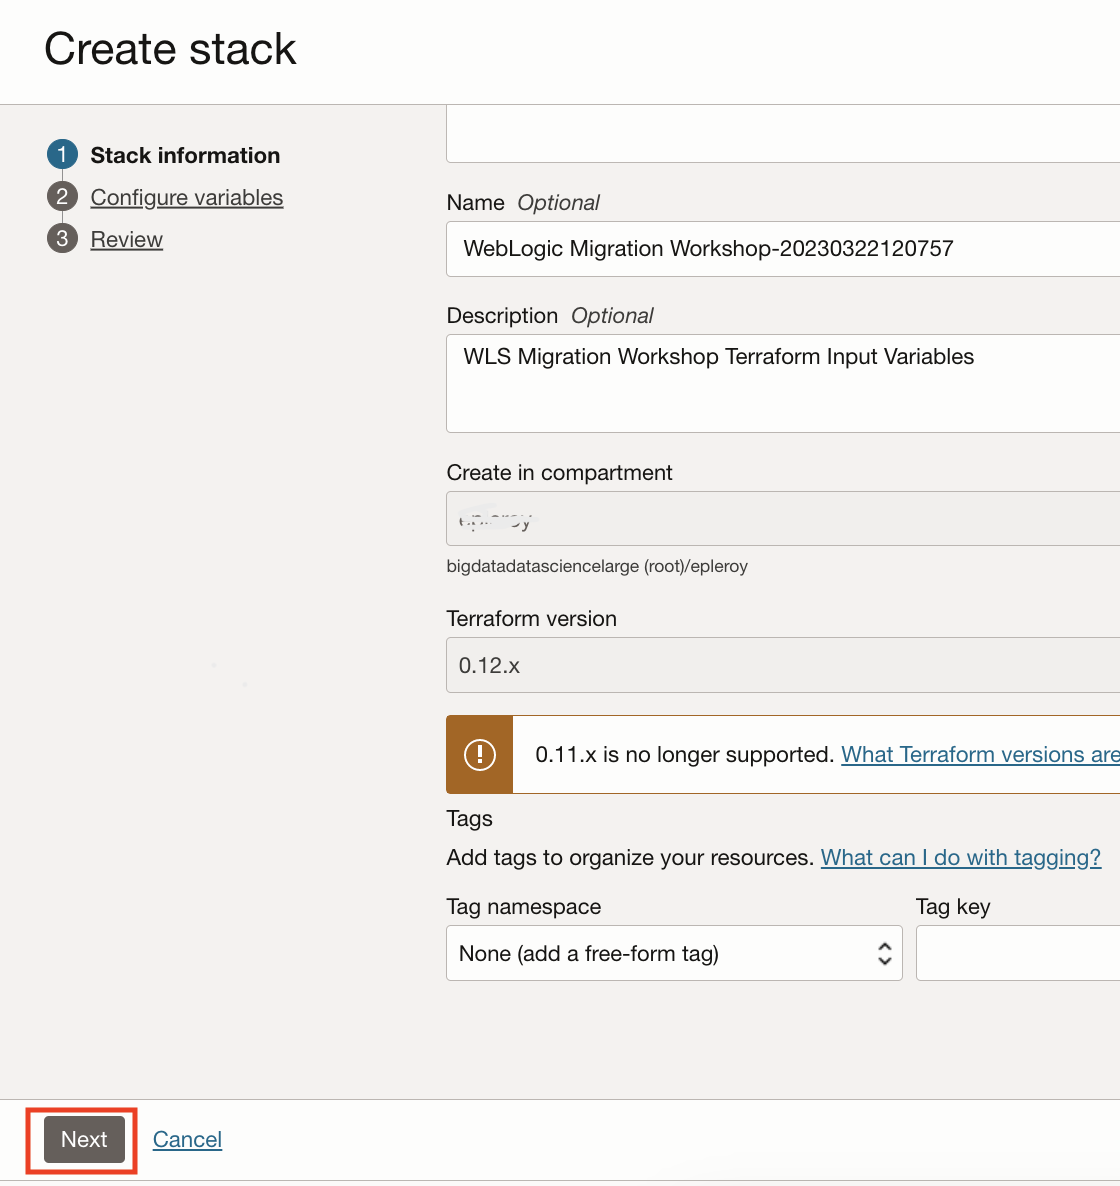 Create stack
1 Stack information
2 Configure variables
3 Review
Name Optional
WebLogic Migration Workshop-20230322120757
Description Optional
WLS Migration Workshop Terraform Input Variables
Create in compartment
bigdatadatasciencelarge (root)/epleroy
Terraform version
0.12.x
0.11.x is no longer supported. What Terraform versions are
Tags
Add tags to organize your resources. What can I do with tagging?
Tag namespace
Tag key
None (add a free-form tag)
Next
Cancel